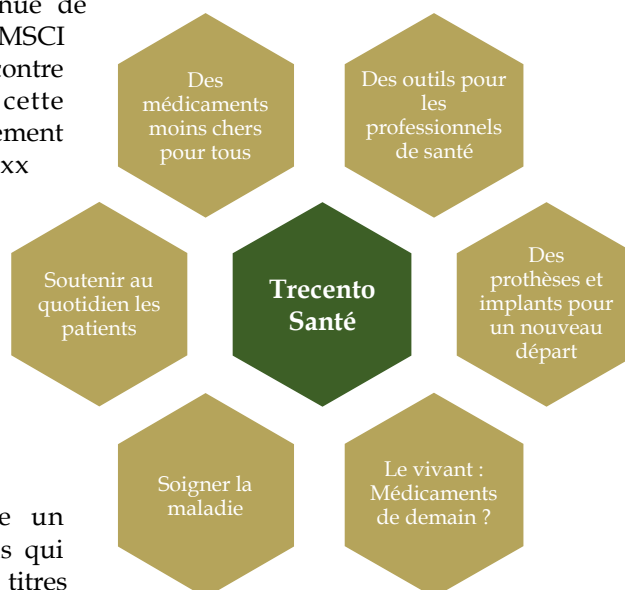 nue de
MSCI
contre
cette
ement
xx
Des
médicaments
moins chers
pour tous
Des outils pour
les
professionnels
de santé
Soutenir au
quotidien les
patients
Trecento
Santé
Des
prothèses et
implants pour
un nouveau
départ
Soigner la
maladie
Le vivant :
Médicaments
de demain ?
e un
s qui
titres